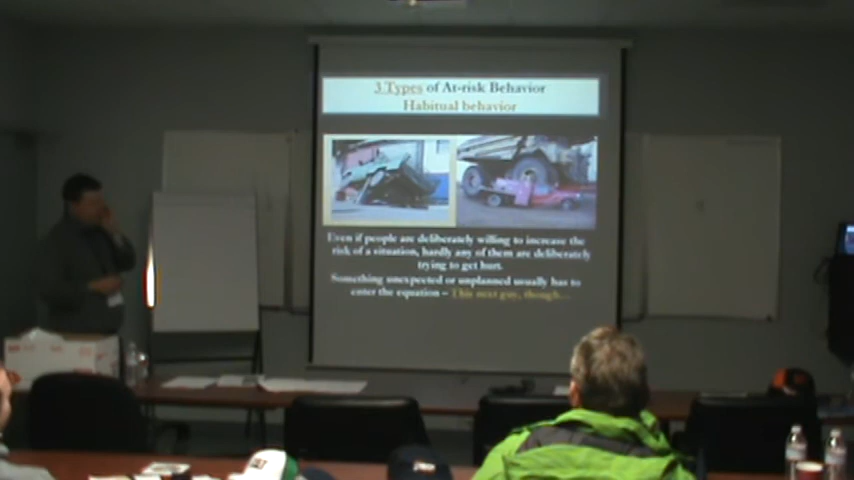 3 Types of At-risk Behavior
Habitual behavior
Even if people are deliberately willing to increase the
risk of a situation, hardly any of them are deliberately
trying to get hurt.
Something unexpected or unplanned usually has to
enter the equation – This next guy, though...